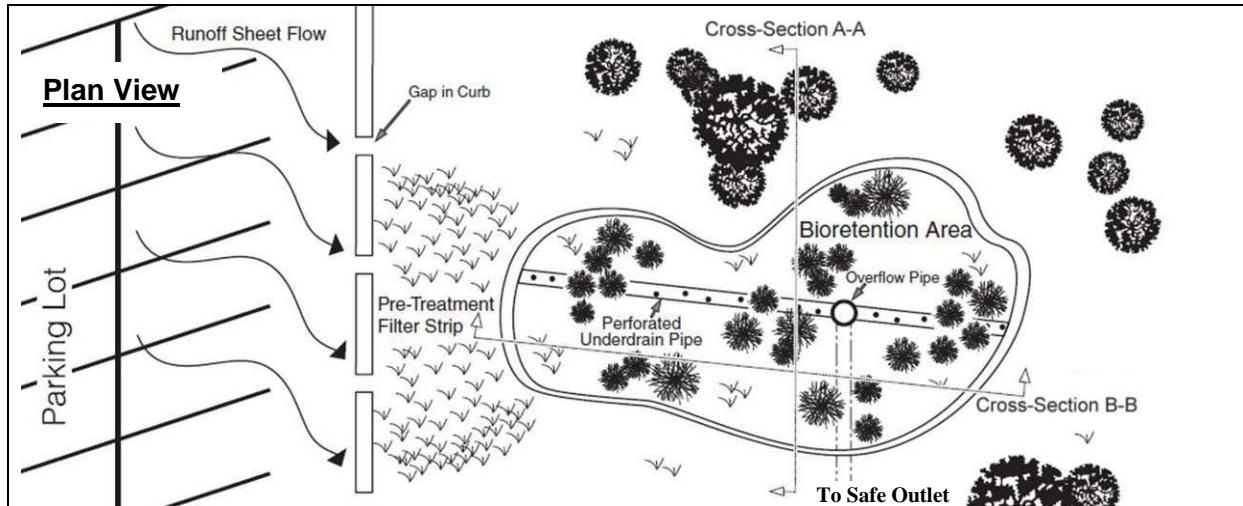 Runoff Sheet Flow
Cross-Section A-A
Plan View
Gap in Curb
Bioretention Area
Overflow Pipe
Parking Lot
Pre-Treatment
Filter Strip
Perforated
Underdrain Pipe
Cross-Section B-B
To Safe Outlet